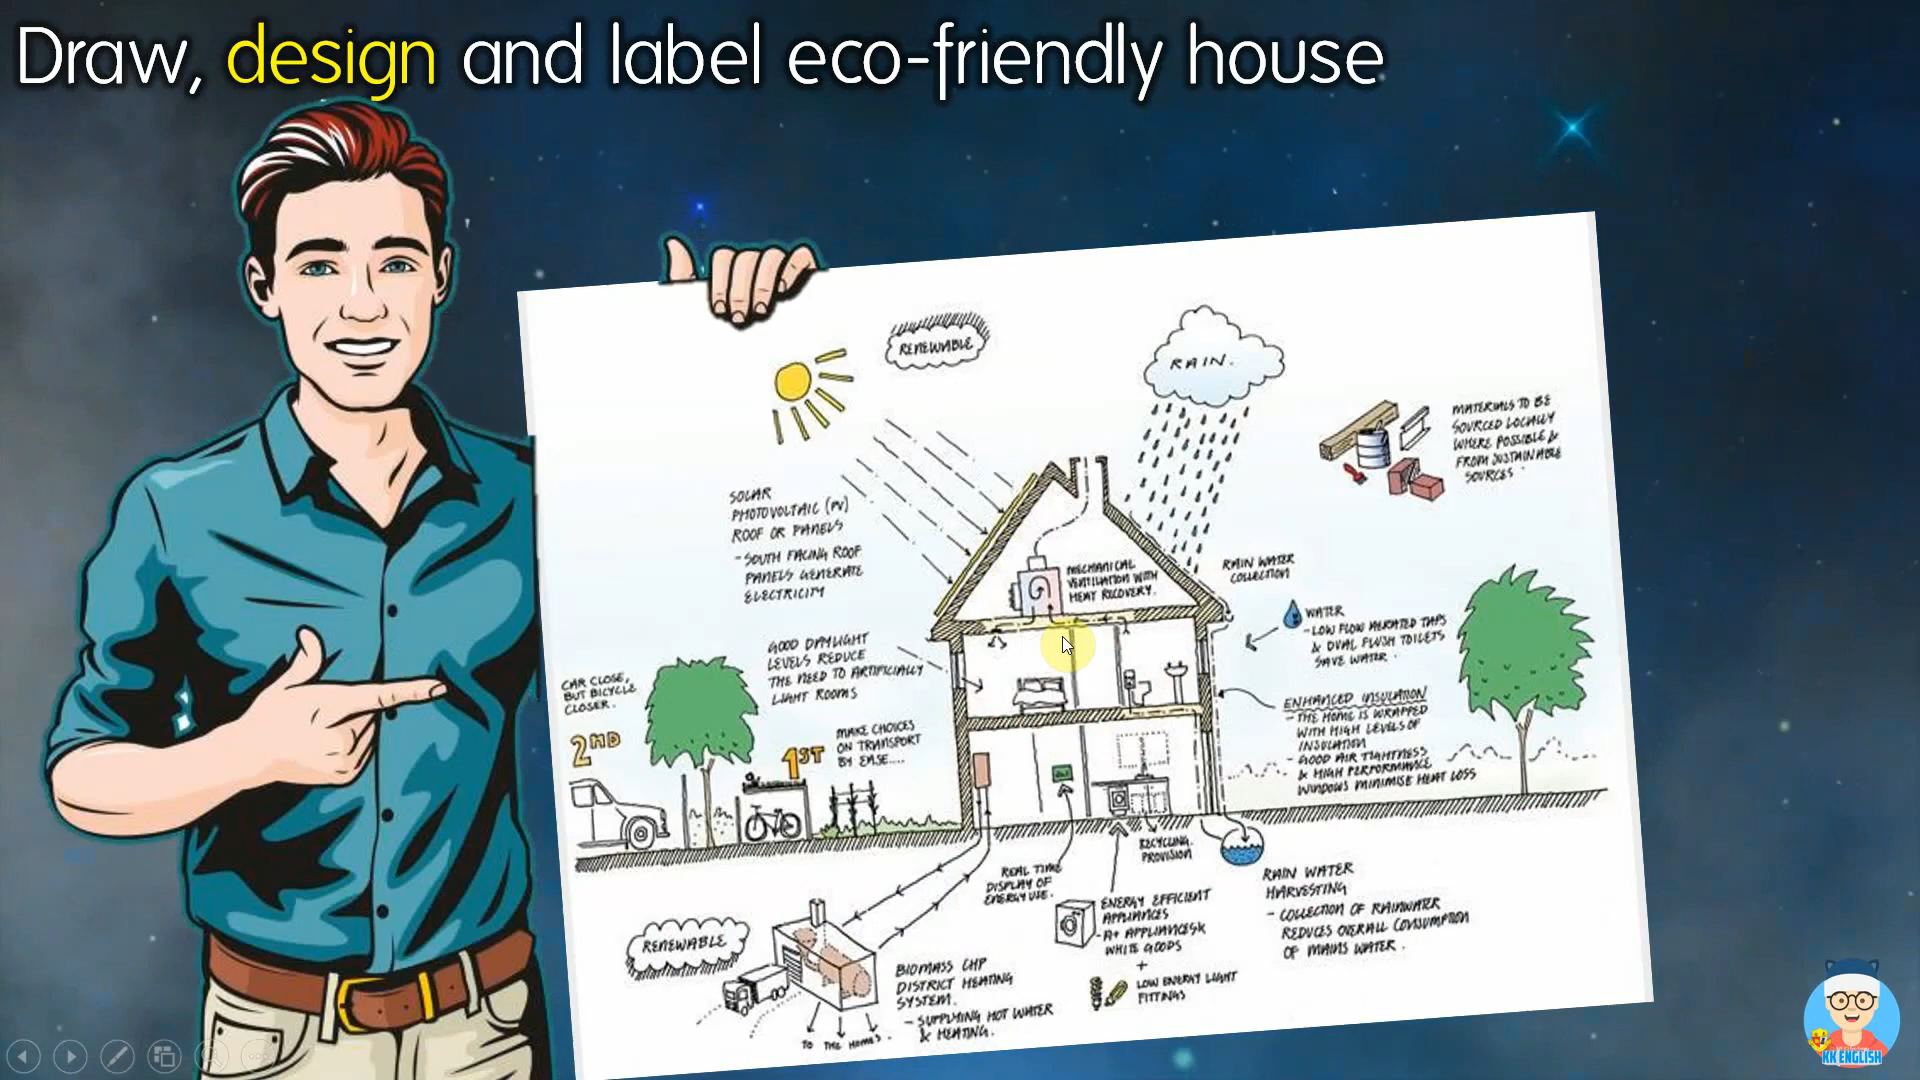 Draw, design and label eco-friendly house
RENEWABLE
RAIN.
MATERIALS TO BE
SOURCED LOCALLY
WHERE POSSIBLE &
FROM SUSTAINABLE
SOURCES.
SOLAR
PHOTOVOLTAIC (PV)
ROOF OR PANELS
- SOUTH FACING ROOF
PANELS GENERATE
ELECTRICITY
MECHANICAL
VENTILATION WITH
HEAT RECOVERY.
RAIN WATER
COLLECTION
WATER
- LOW FLOW AERATED TAPS
& DUAL FLUSH TOILETS
SAVE WATER.
GOOD DAYLIGHT
LEVELS REDUCE
THE NEED TO ARTIFICIALLY
LIGHT ROOMS
CAR CLOSE,
BUT BICYCLE
CLOSER.
2ND
1ST
MAKE CHOICES
ON TRANSPORT
BY EASE....
ENHANCED INSULATION
- THE HOME IS WRAPPED
WITH HIGH LEVELS OF
INSULATION
- GOOD AIR TIGHTNESS
& HIGH PERFORMANCE
WINDOWS MINIMISE HEAT LOSS
RECYCLING.
PROVISION
REAL TIME
DISPLAY OF
ENERGY USE.
RAIN WATER
HARVESTING
- COLLECTION OF RAINWATER
REDUCES OVERALL CONSUMPTION
OF MAINS WATER.
ENERGY EFFICIENT
APPLIANCES
- A+ APPLIANCES &
WHITE GOODS
+
LOW ENERGY LIGHT
FITTINGS
RENEWABLE
BIOMASS CHP
DISTRICT HEATING
SYSTEM.
- SUPPLYING HOT WATER
& HEATING.
TO THE HOMES.
KK ENGLISH